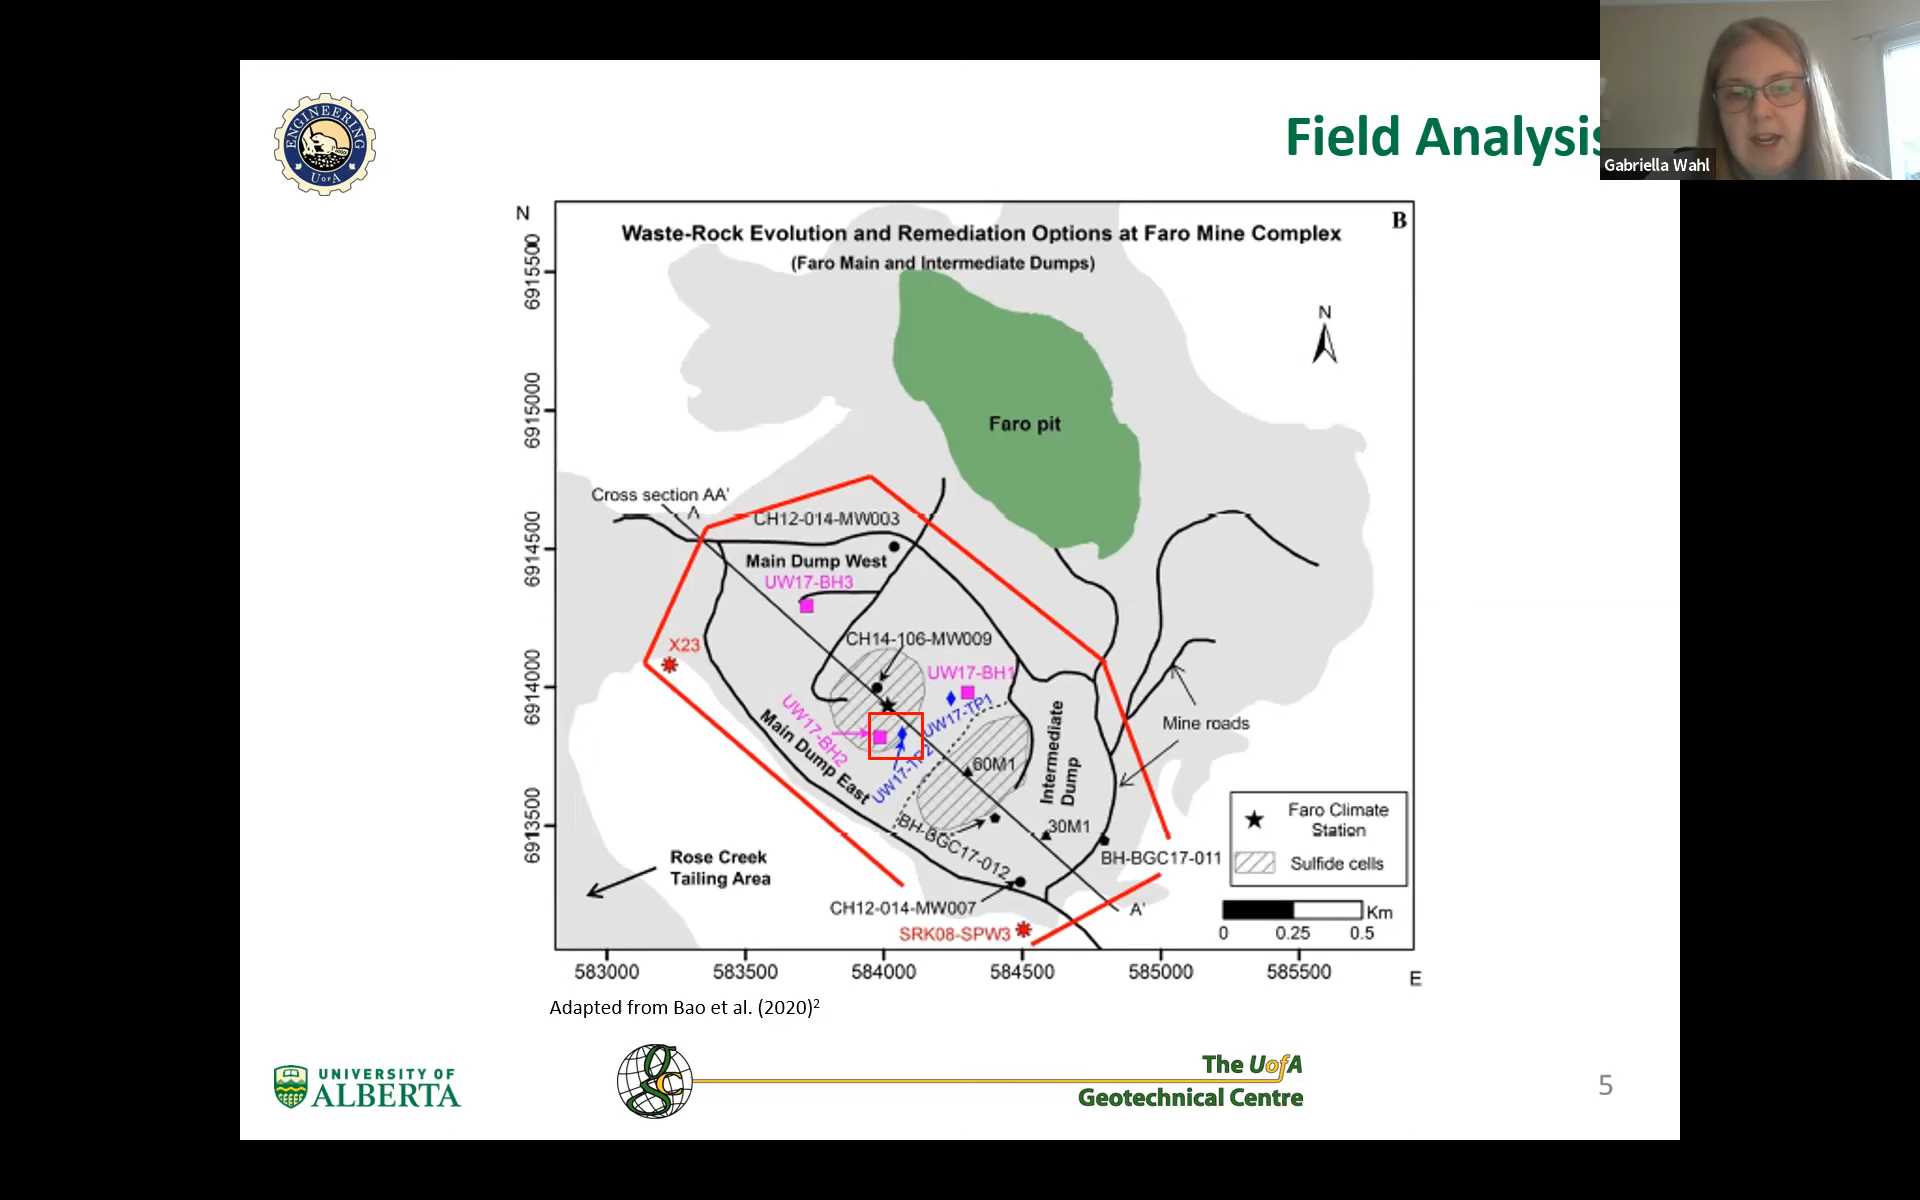 ENGINEERING
U OF A
Field Analysis
Gabriella Wahl
N
B
Waste-Rock Evolution and Remediation Options at Faro Mine Complex
(Faro Main and Intermediate Dumps)
6915500
N
6915000
Faro pit
Cross section AA'
A
CH12-014-MW003
6914500
Main Dump West
UW17-BH3
CH14-106-MW009
X23
UW17-BH1
6914000
UW17-TP1
UW17-BH2
Main Dump East
UW17-TP2
60M1
Intermediate
Dump
Mine roads
6913500
BH-BGC17-012
30M1
BH-BGC17-011
Faro Climate
Station
Sulfide cells
Rose Creek
Tailing Area
CH12-014-MW007
A'
SRK08-SPW3
Km
0 0.25 0.5
583000 583500 584000 584500 585000 585500 E
Adapted from Bao et al. (2020)2
UNIVERSITY OF
ALBERTA
gc
The UofA
Geotechnical Centre
5